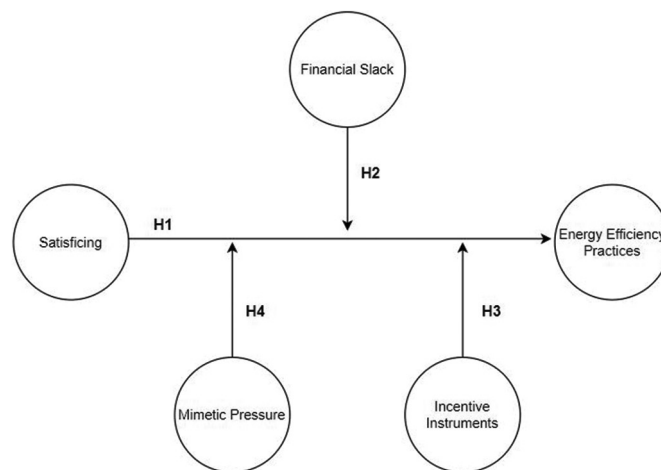 Financial Slack
H2
H1
Satisficing
Energy Efficiency
Practices
H4
H3
Mimetic Pressure
Incentive
Instruments